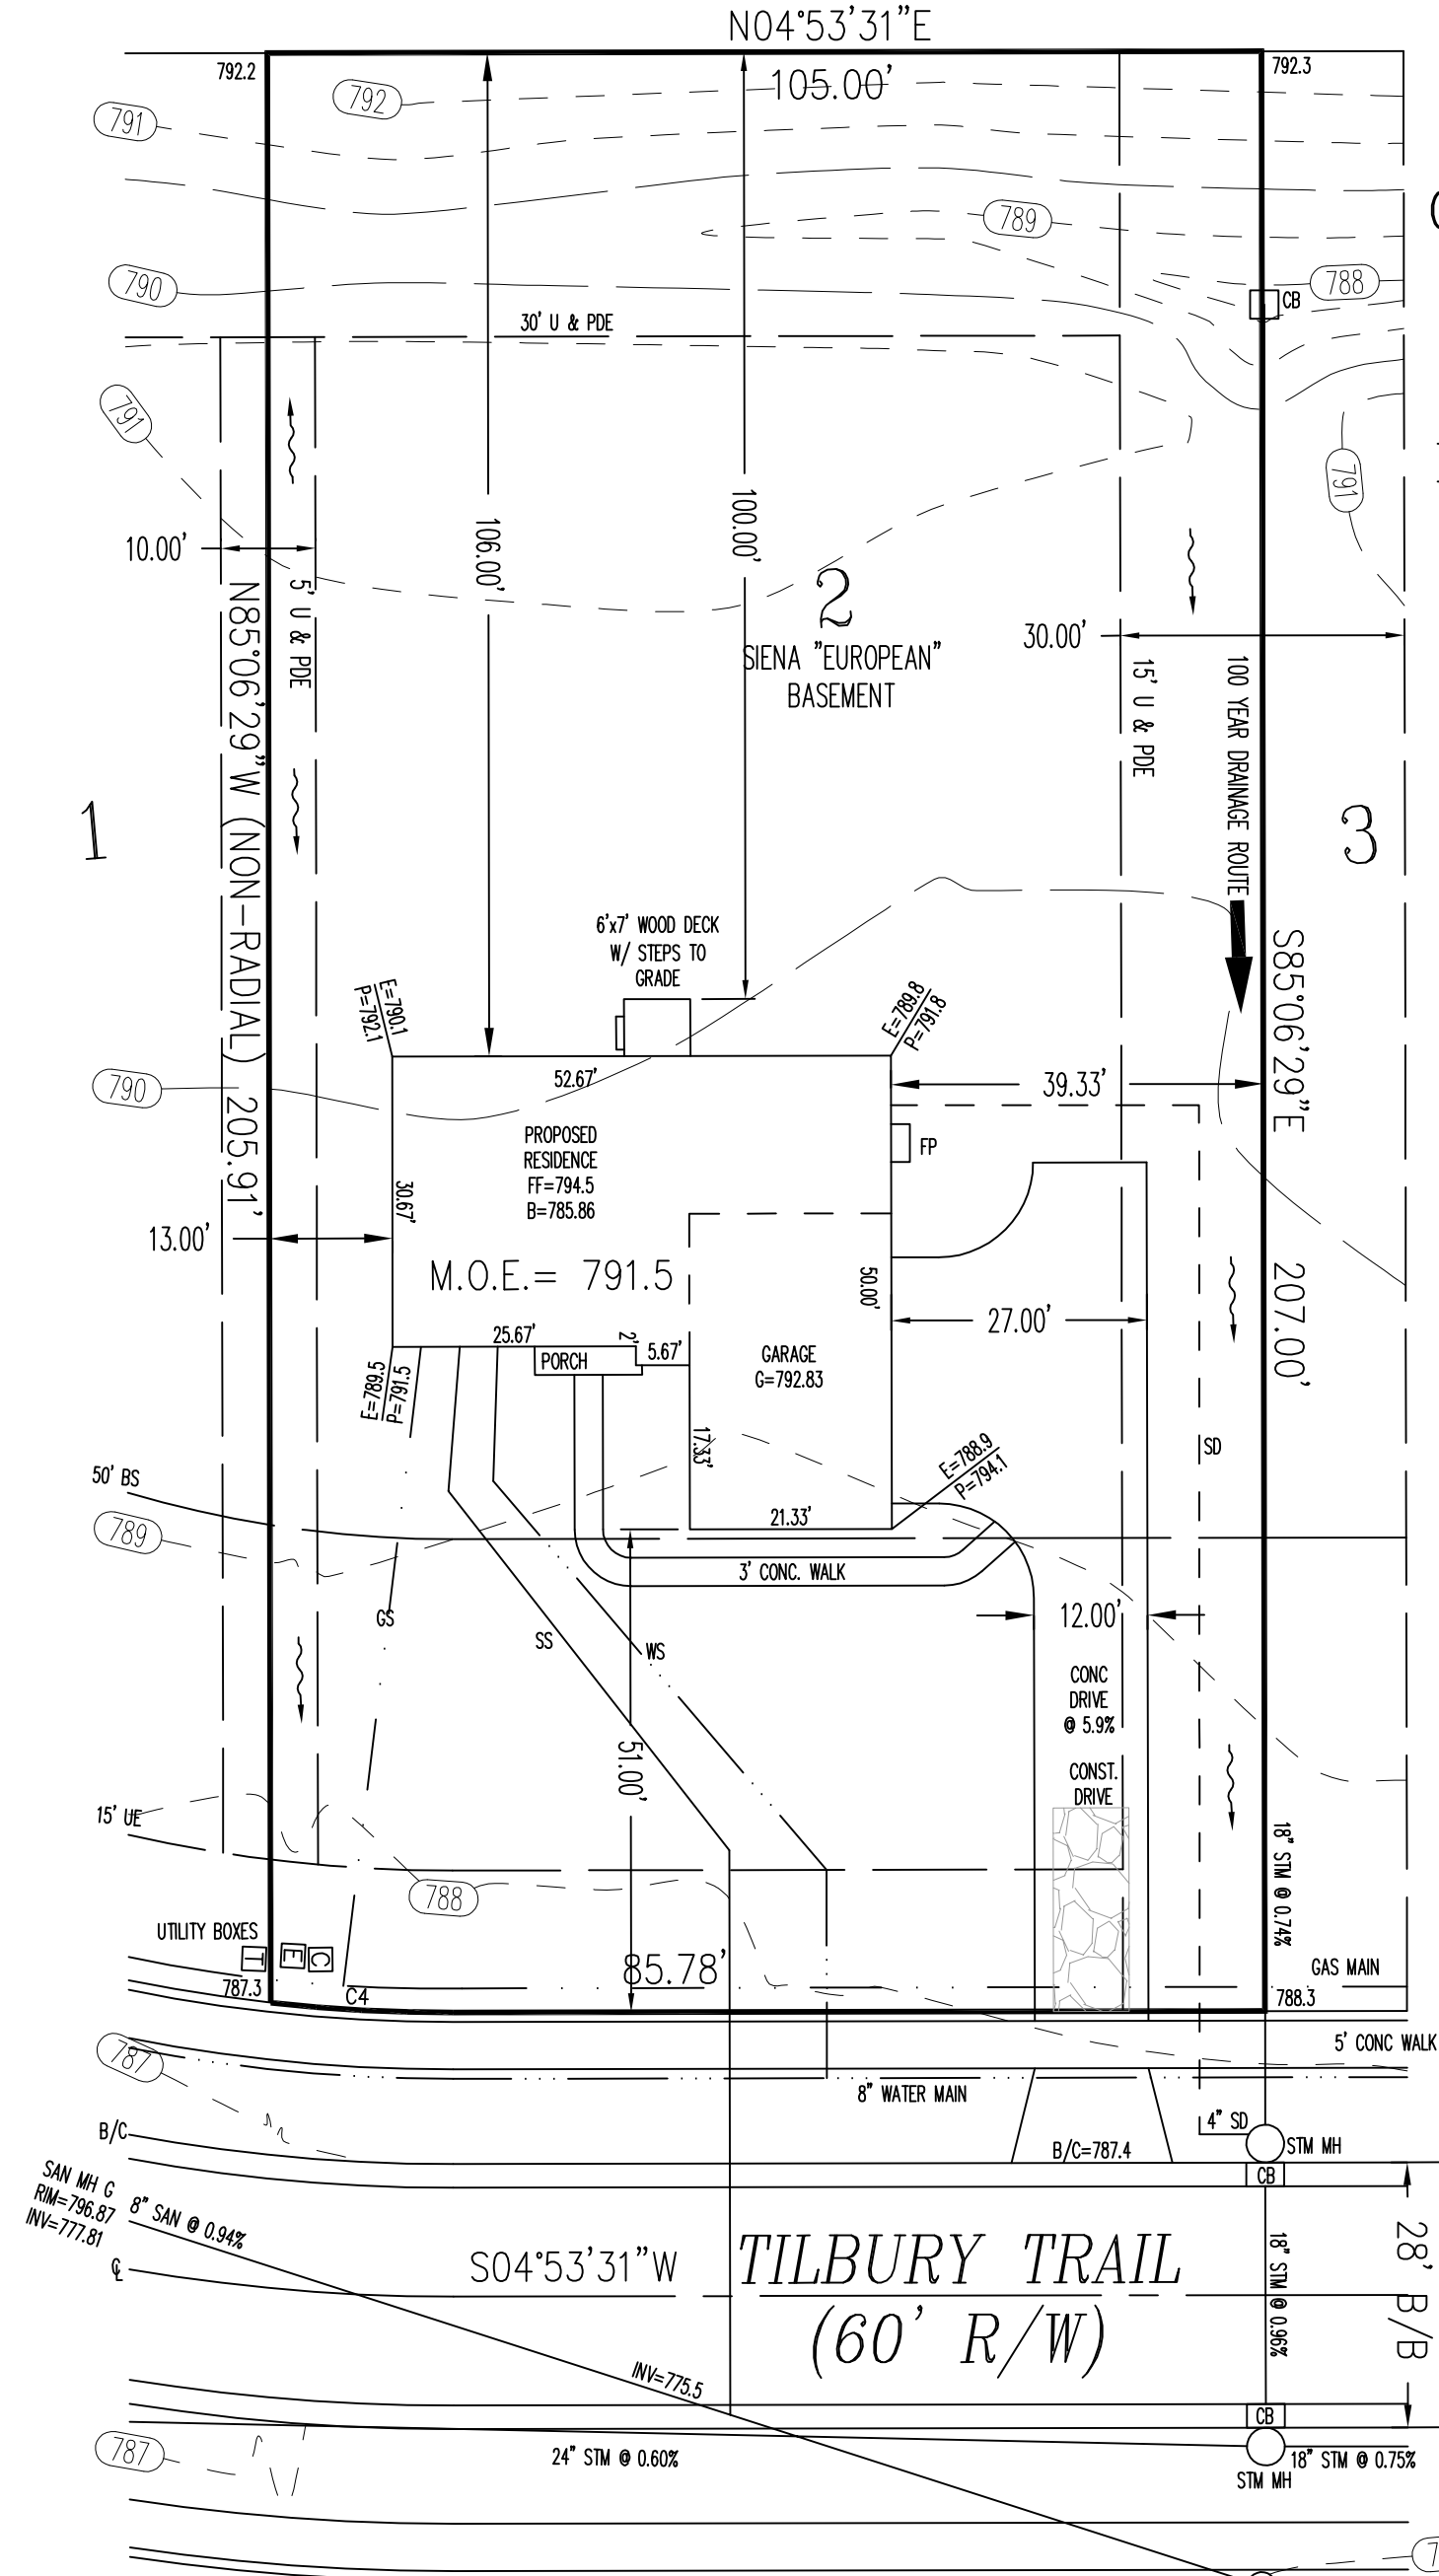 N04°53'31"E
105.00'
792.2
792.3
792
791
789
790
788
CB
30' U & PDE
791
791
10.00'
106.00'
100.00'
5' U & PDE
N85°06'29"W (NON-RADIAL) 205.91'
2
SIENA "EUROPEAN"
BASEMENT
30.00'
15' U & PDE
100 YEAR DRAINAGE ROUTE
1
3
6'x7' WOOD DECK
W/ STEPS TO
GRADE
E=790.1
P=792.1
E=789.8
P=791.8
S85°06'29"E
207.00'
790
52.67'
39.33'
FP
PROPOSED
RESIDENCE
FF=794.5
B=785.86
30.67'
13.00'
M.O.E.= 791.5
50.00'
27.00'
25.67'
2'
5.67'
PORCH
GARAGE
G=792.83
E=789.5
P=791.5
17.33'
E=788.9
P=794.1
SD
50' BS
789
21.33'
3' CONC. WALK
GS
SS
WS
12.00'
CONC
DRIVE
@ 5.9%
CONST.
DRIVE
51.00'
15' UE
788
18" STM @ 0.74%
UTILITY BOXES
T
E
C
787.3
C4
85.78'
GAS MAIN
788.3
5' CONC WALK
787
8" WATER MAIN
4" SD
STM MH
B/C
B/C=787.4
CB
SAN MH G
RIM=796.87
INV=777.81
8" SAN @ 0.94%
℄
S04°53'31"W
TILBURY TRAIL
(60' R/W)
18" STM @ 0.96%
28' B/B
INV=775.5
CB
787
24" STM @ 0.60%
18" STM @ 0.75%
STM MH